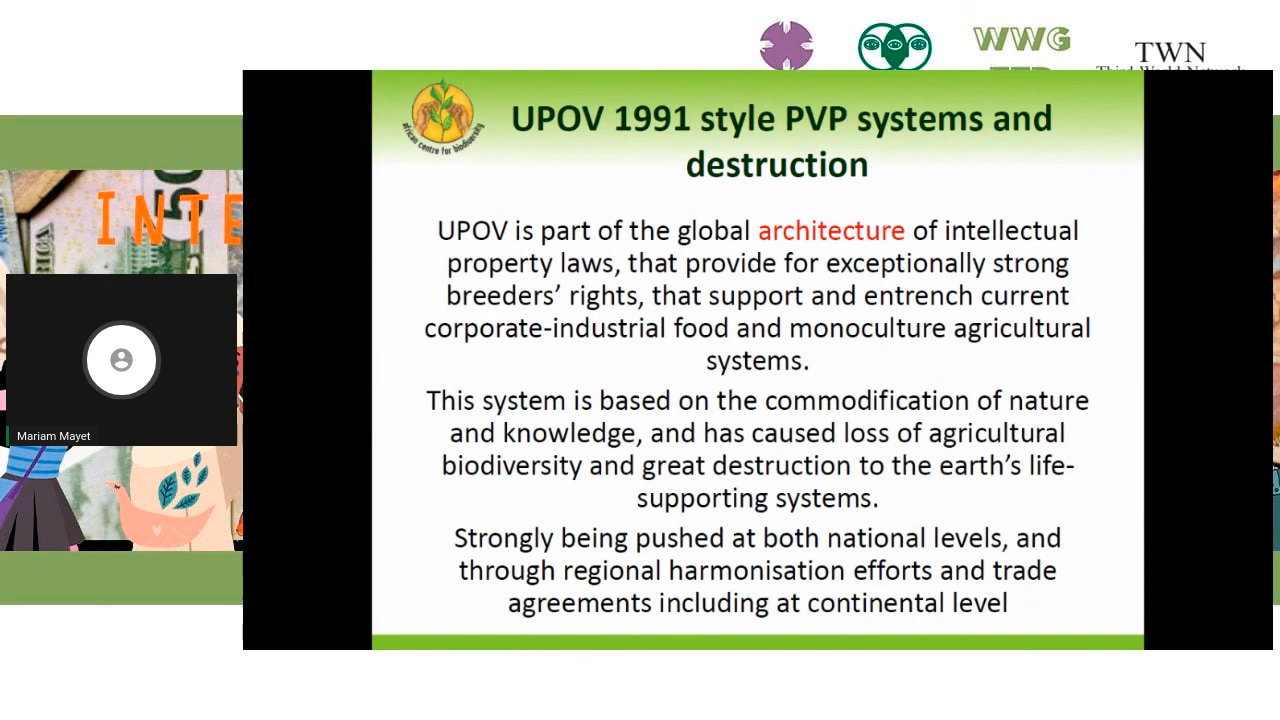 WWG
TWN
UPOV 1991 style PVP systems and
destruction
african centre for biodiversity
UPOV is part of the global architecture of intellectual
property laws, that provide for exceptionally strong
breeders’ rights, that support and entrench current
corporate-industrial food and monoculture agricultural
systems.
This system is based on the commodification of nature
and knowledge, and has caused loss of agricultural
biodiversity and great destruction to the earth’s life-
supporting systems.
Strongly being pushed at both national levels, and
through regional harmonisation efforts and trade
agreements including at continental level
INTE
50
Mariam Mayet